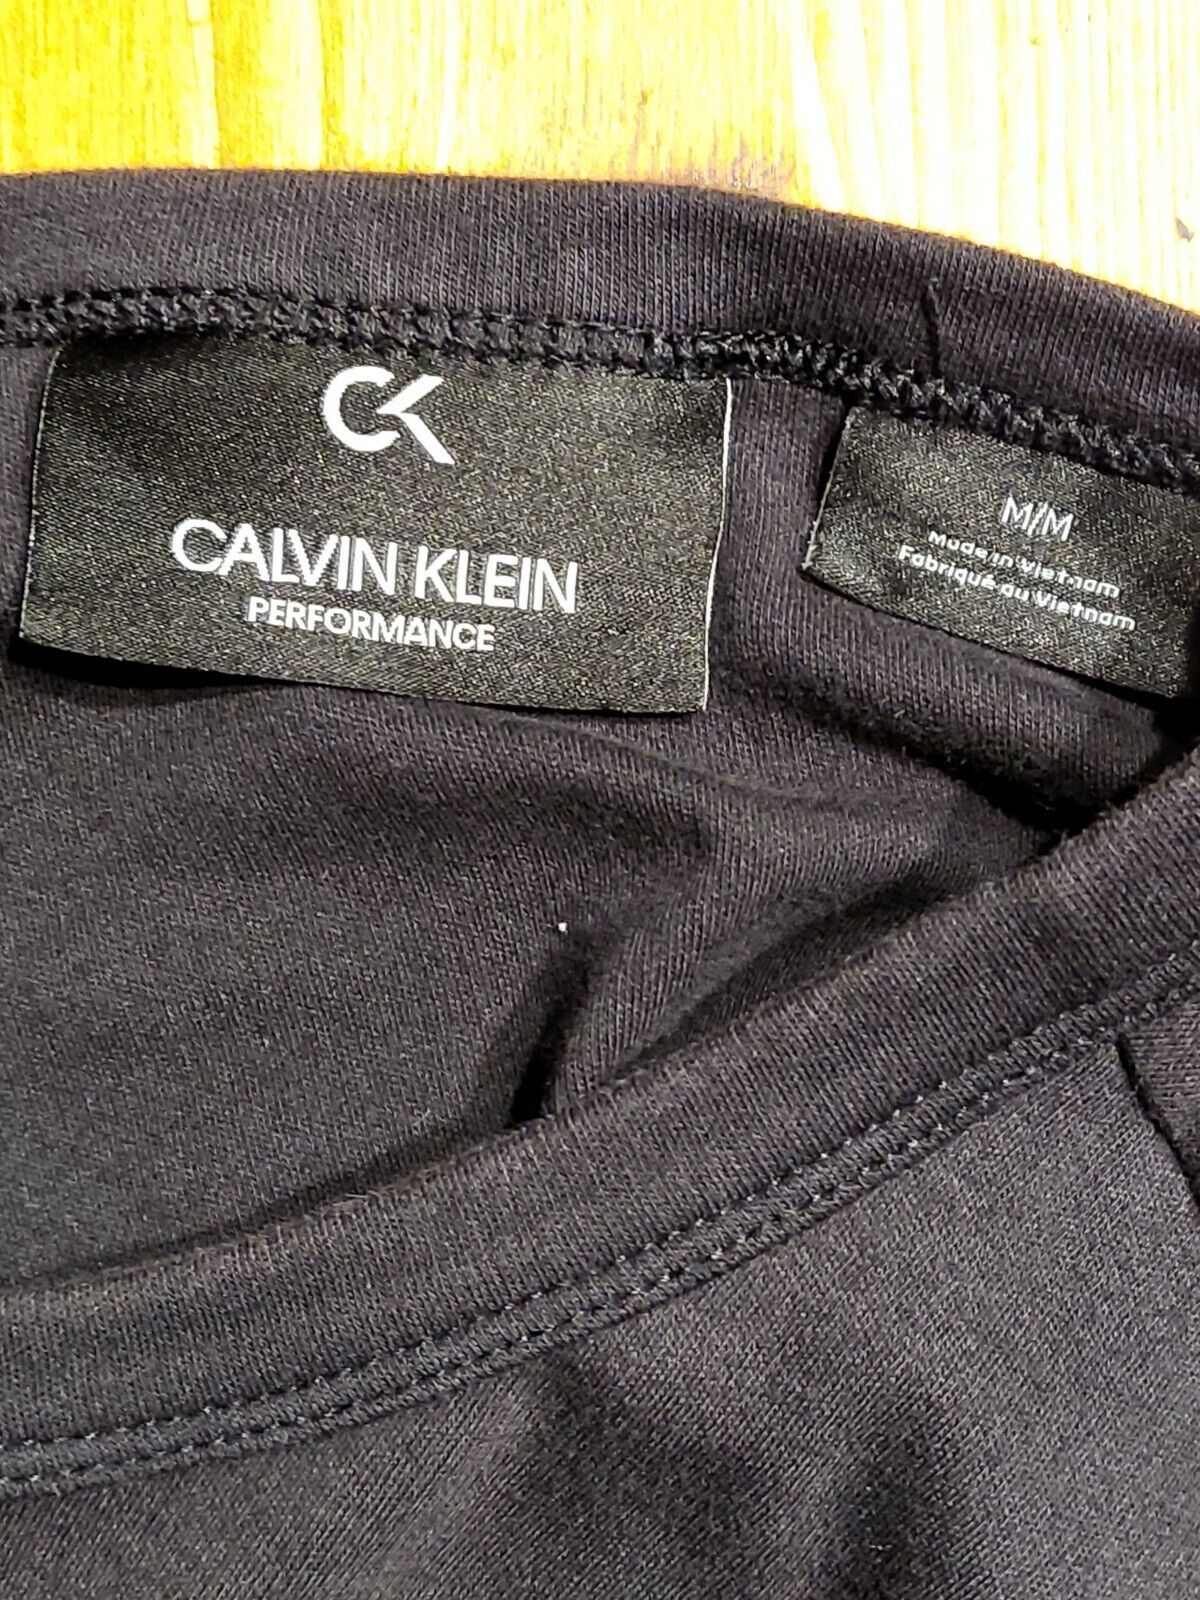 CK
CALVIN KLEIN
PERFORMANCE
M/M
Made in Vietnam
Fabriqué au Vietnam